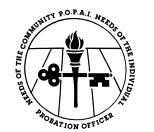 NEEDS OF THE COMMUNITY P.O.P.A.I. NEEDS OF THE INDIVIDUAL
PROBATION OFFICER